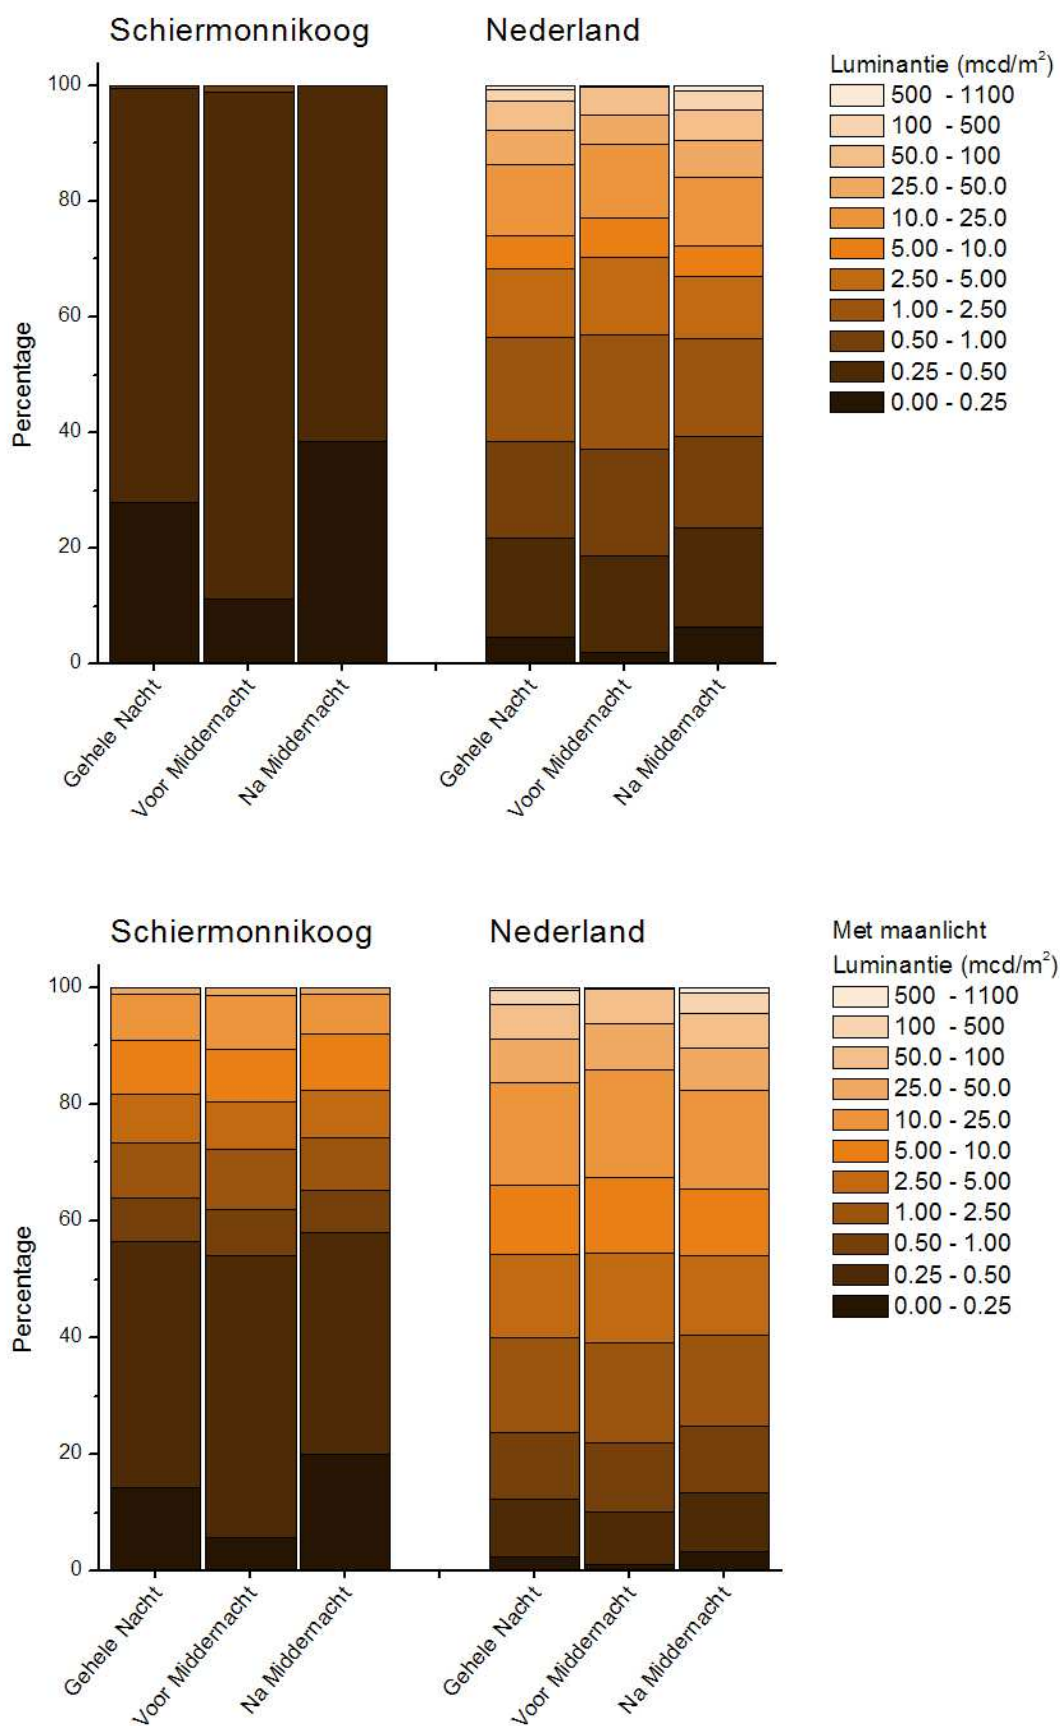 Schiermonnikoog
Nederland
Luminantie (mcd/m²)
500 - 1100
100 - 500
50.0 - 100
25.0 - 50.0
10.0 - 25.0
5.00 - 10.0
2.50 - 5.00
1.00 - 2.50
0.50 - 1.00
0.25 - 0.50
0.00 - 0.25
Percentage
100
80
60
40
20
0
Gehele Nacht
Voor Middernacht
Na Middernacht
Gehele Nacht
Voor Middernacht
Na Middernacht
Schiermonnikoog
Nederland
Met maanlicht
Luminantie (mcd/m²)
500 - 1100
100 - 500
50.0 - 100
25.0 - 50.0
10.0 - 25.0
5.00 - 10.0
2.50 - 5.00
1.00 - 2.50
0.50 - 1.00
0.25 - 0.50
0.00 - 0.25
Percentage
100
80
60
40
20
0
Gehele Nacht
Voor Middernacht
Na Middernacht
Gehele Nacht
Voor Middernacht
Na Middernacht